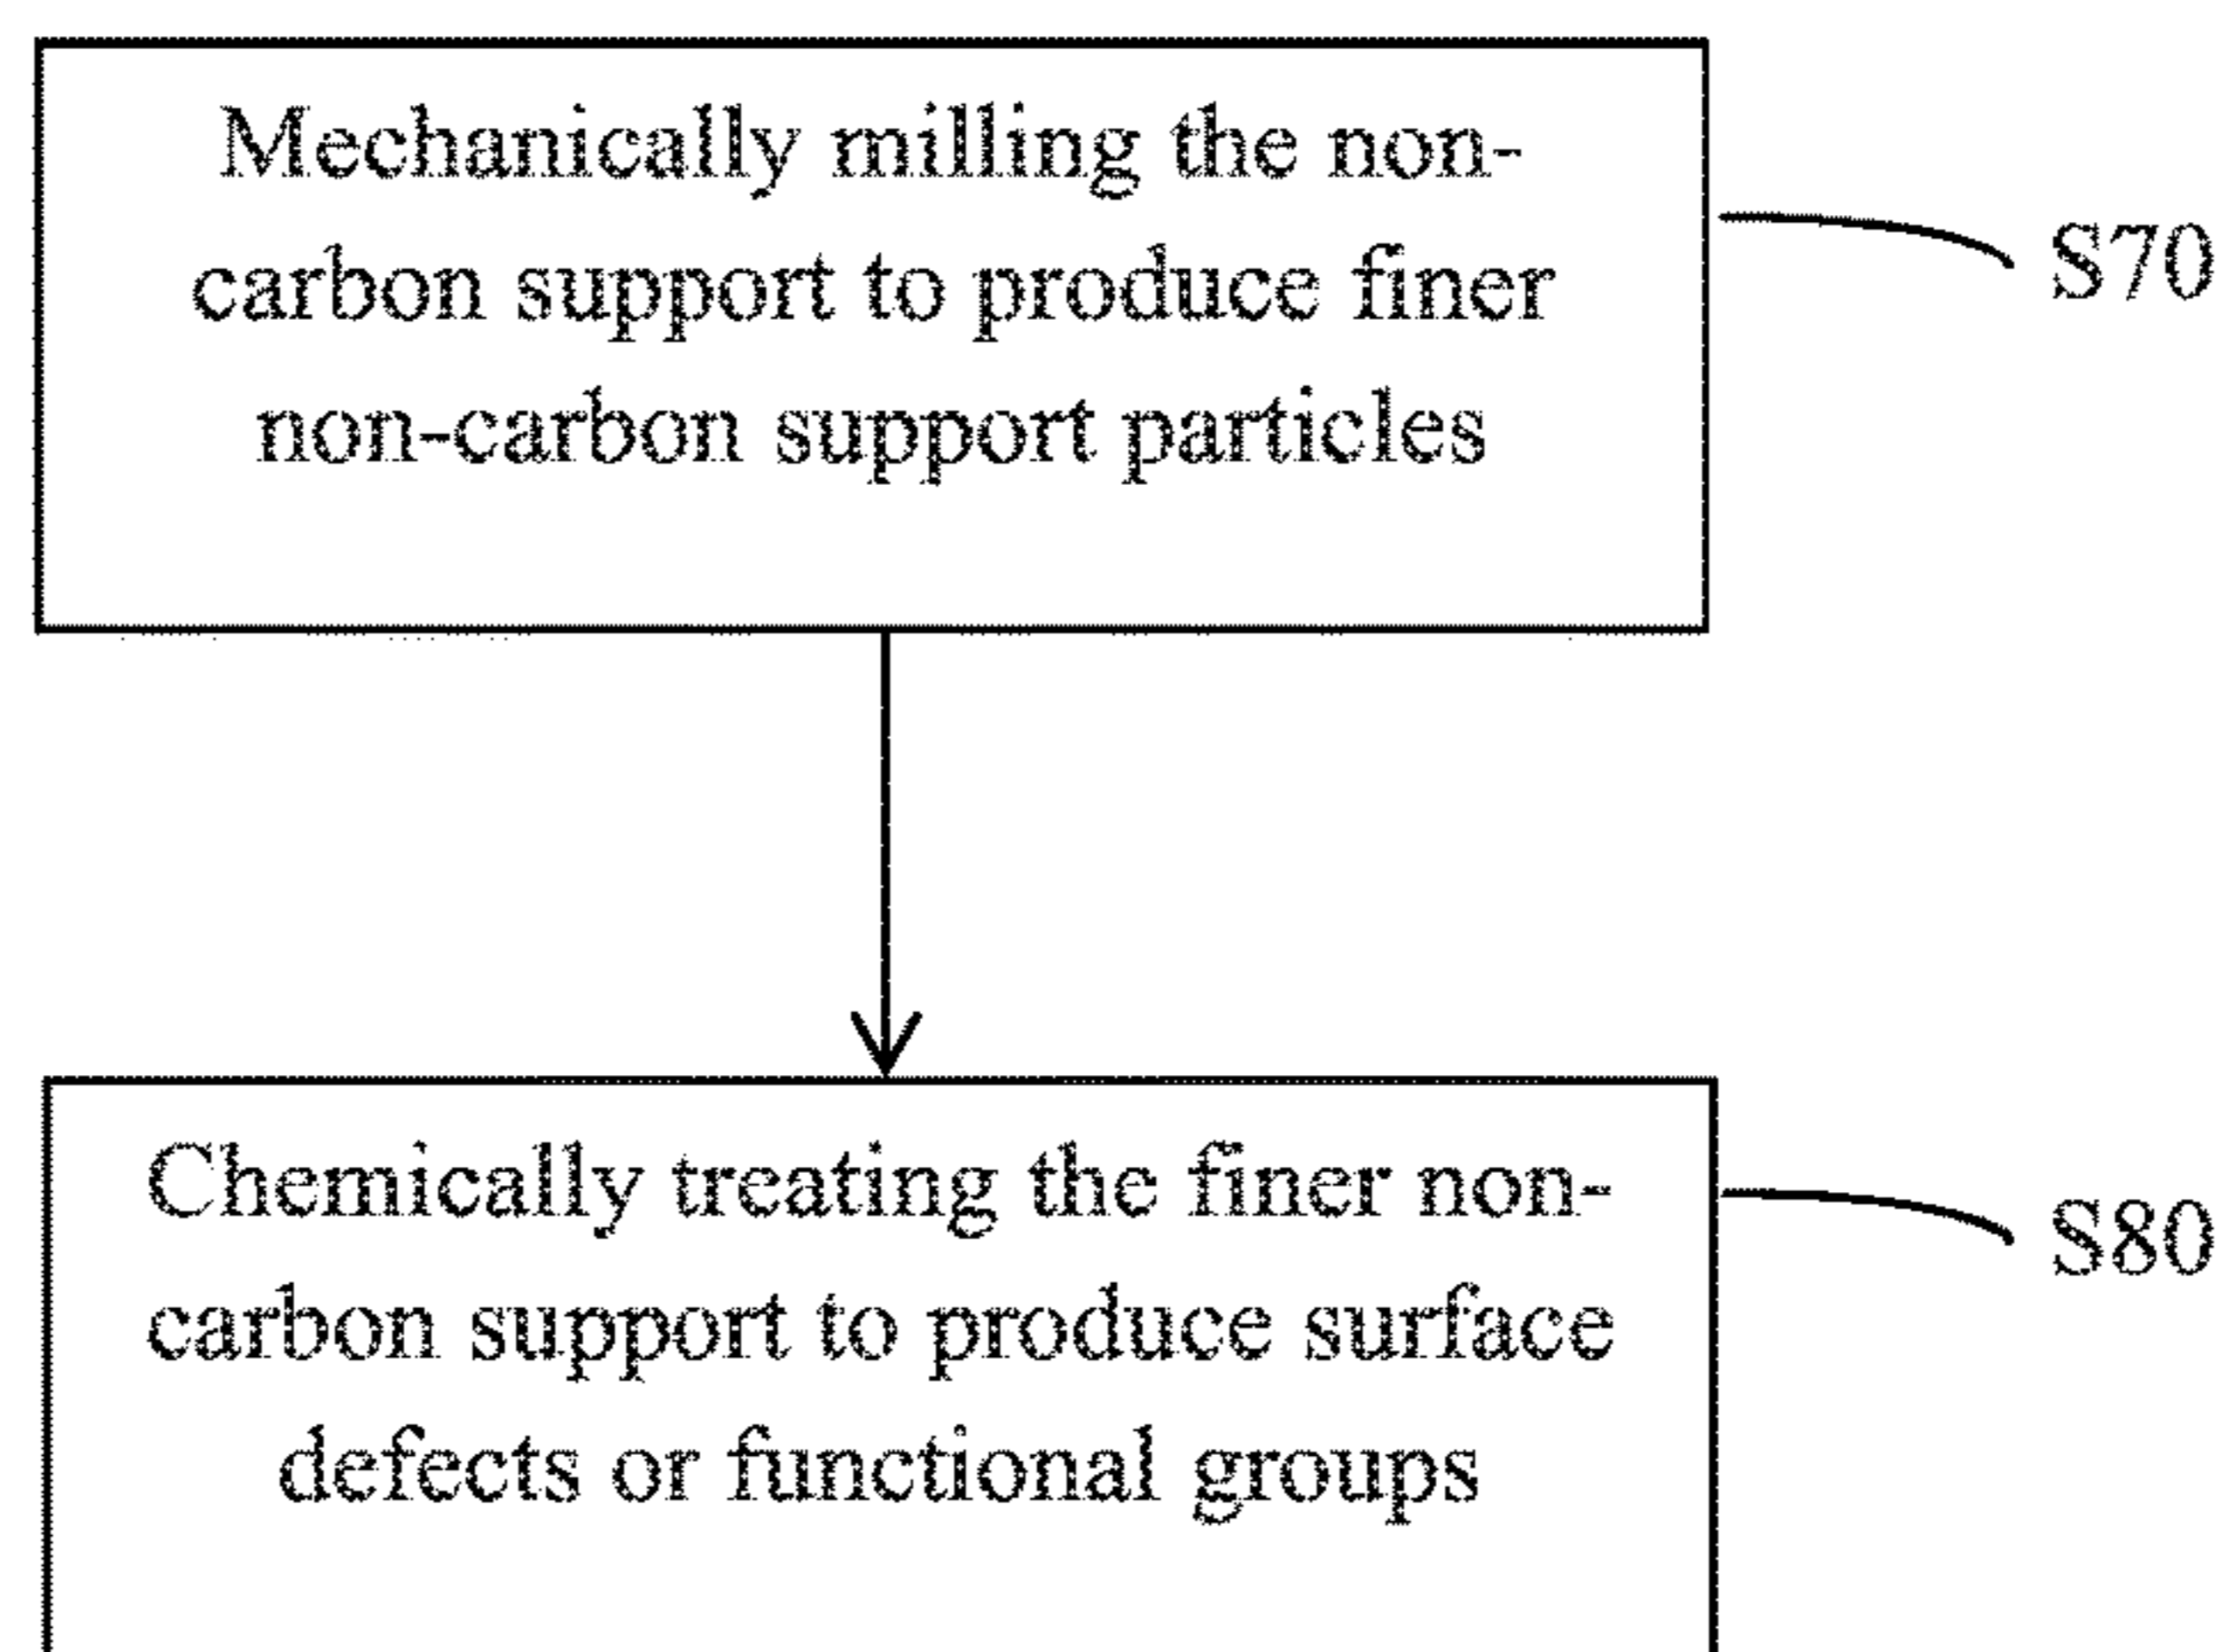 Mechanically milling the non-
carbon support to produce finer
non-carbon support particles
S70
Chemically treating the finer non-
carbon support to produce surface
defects or functional groups
S80